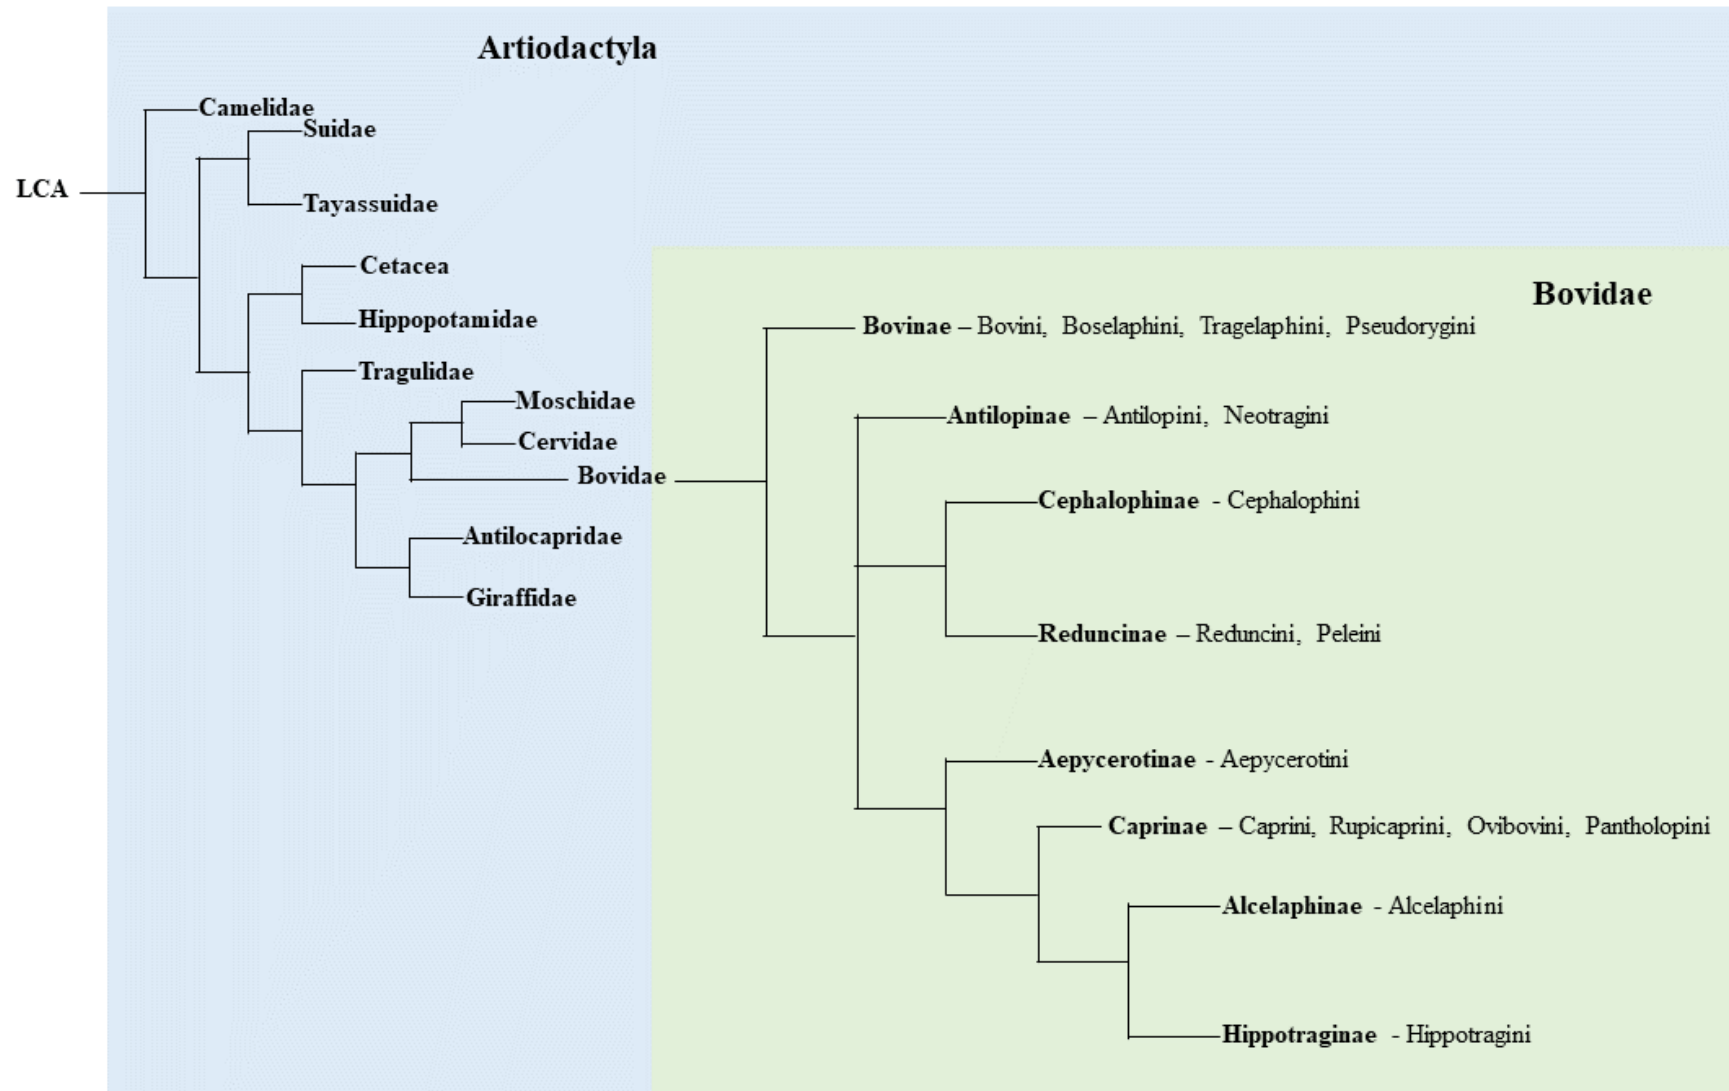 Artiodactyla
Camelidae
Suidae
LCA
Tayassuidae
Cetacea
Bovidae
Hippopotamidae
Bovinae – Bovini, Boselaphini, Tragelaphini, Pseudorygini
Tragulidae
Moschidae
Antilopinae – Antilopini, Neotragini
Cervidae
Bovidae
Cephalophinae - Cephalophini
Antilocapridae
Giraffidae
Reduncinae – Reduncini, Peleini
Aepycerotinae - Aepycerotini
Caprinae – Caprini, Rupicaprini, Ovibovini, Pantholopini
Alcelaphinae - Alcelaphini
Hippotraginae - Hippotragini